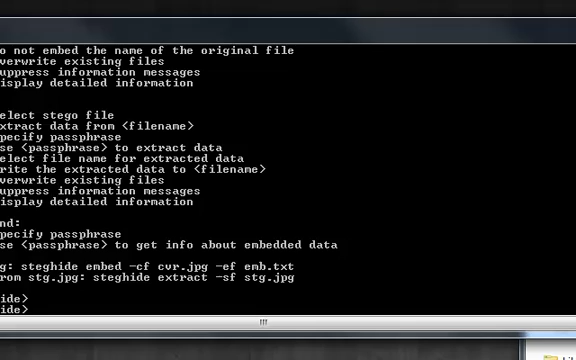 o not embed the name of the original file
verwrite existing files
uppress information messages
isplay detailed information
elect stego file
xtract data from <filename>
pecify passphrase
se <passphrase> to extract data
elect file name for extracted data
rite the extracted data to <filename>
verwrite existing files
uppress information messages
isplay detailed information
nd:
pecify passphrase
se <passphrase> to get info about embedded data
g: steghide embed -cf cvr.jpg -ef emb.txt
rom stg.jpg: steghide extract -sf stg.jpg
ide>
ide>